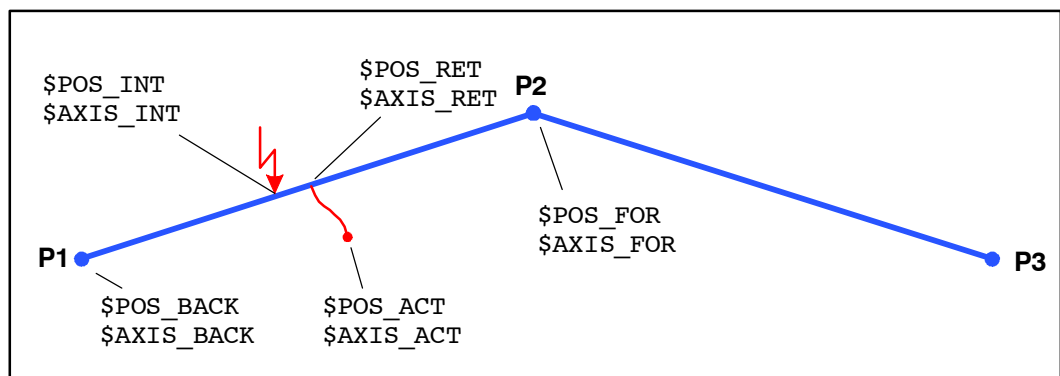 $POS_INT
$AXIS_INT
$POS_RET
$AXIS_RET
P2
$POS_FOR
$AXIS_FOR
P1
P3
$POS_BACK
$AXIS_BACK
$POS_ACT
$AXIS_ACT